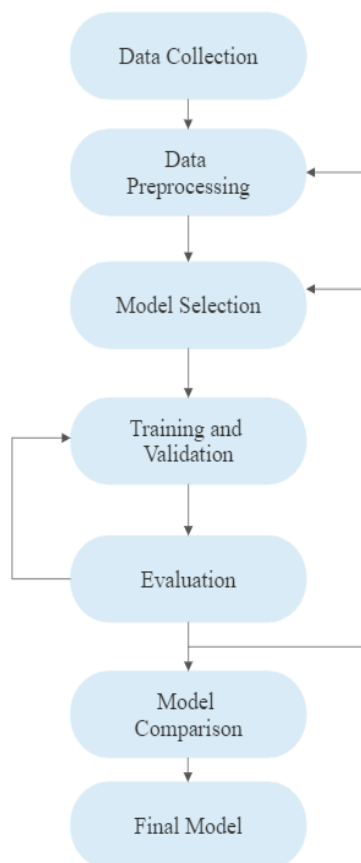 Data Collection
Data
Preprocessing
Model Selection
Training and
Validation
Evaluation
Model
Comparison
Final Model